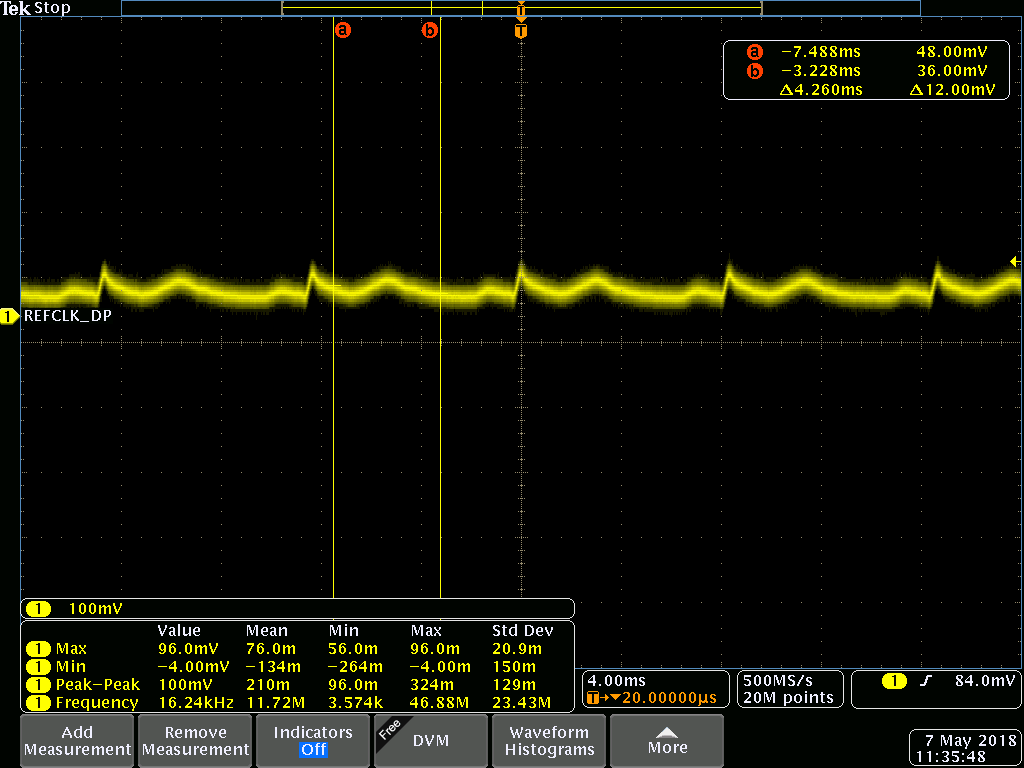 Tek Stop
T
a b T
a −7.488ms 48.00mV
b −3.228ms 36.00mV
Δ4.260ms Δ12.00mV
1 REFCLK_DP
1 100mV
Value Mean Min Max Std Dev
1 Max 96.0mV 76.0m 56.0m 96.0m 20.9m
1 Min −4.00mV −134m −264m −4.00m 150m
1 Peak−Peak 100mV 210m 96.0m 324m 129m
1 Frequency 16.24kHz 11.72M 3.574k 46.88M 23.43M
4.00ms
T→▼20.00000µs
500MS/s
20M points
1 84.0mV
Add
Measurement
Remove
Measurement
Indicators
Off
Free
DVM
Waveform
Histograms
More
7 May 2018
11:35:48